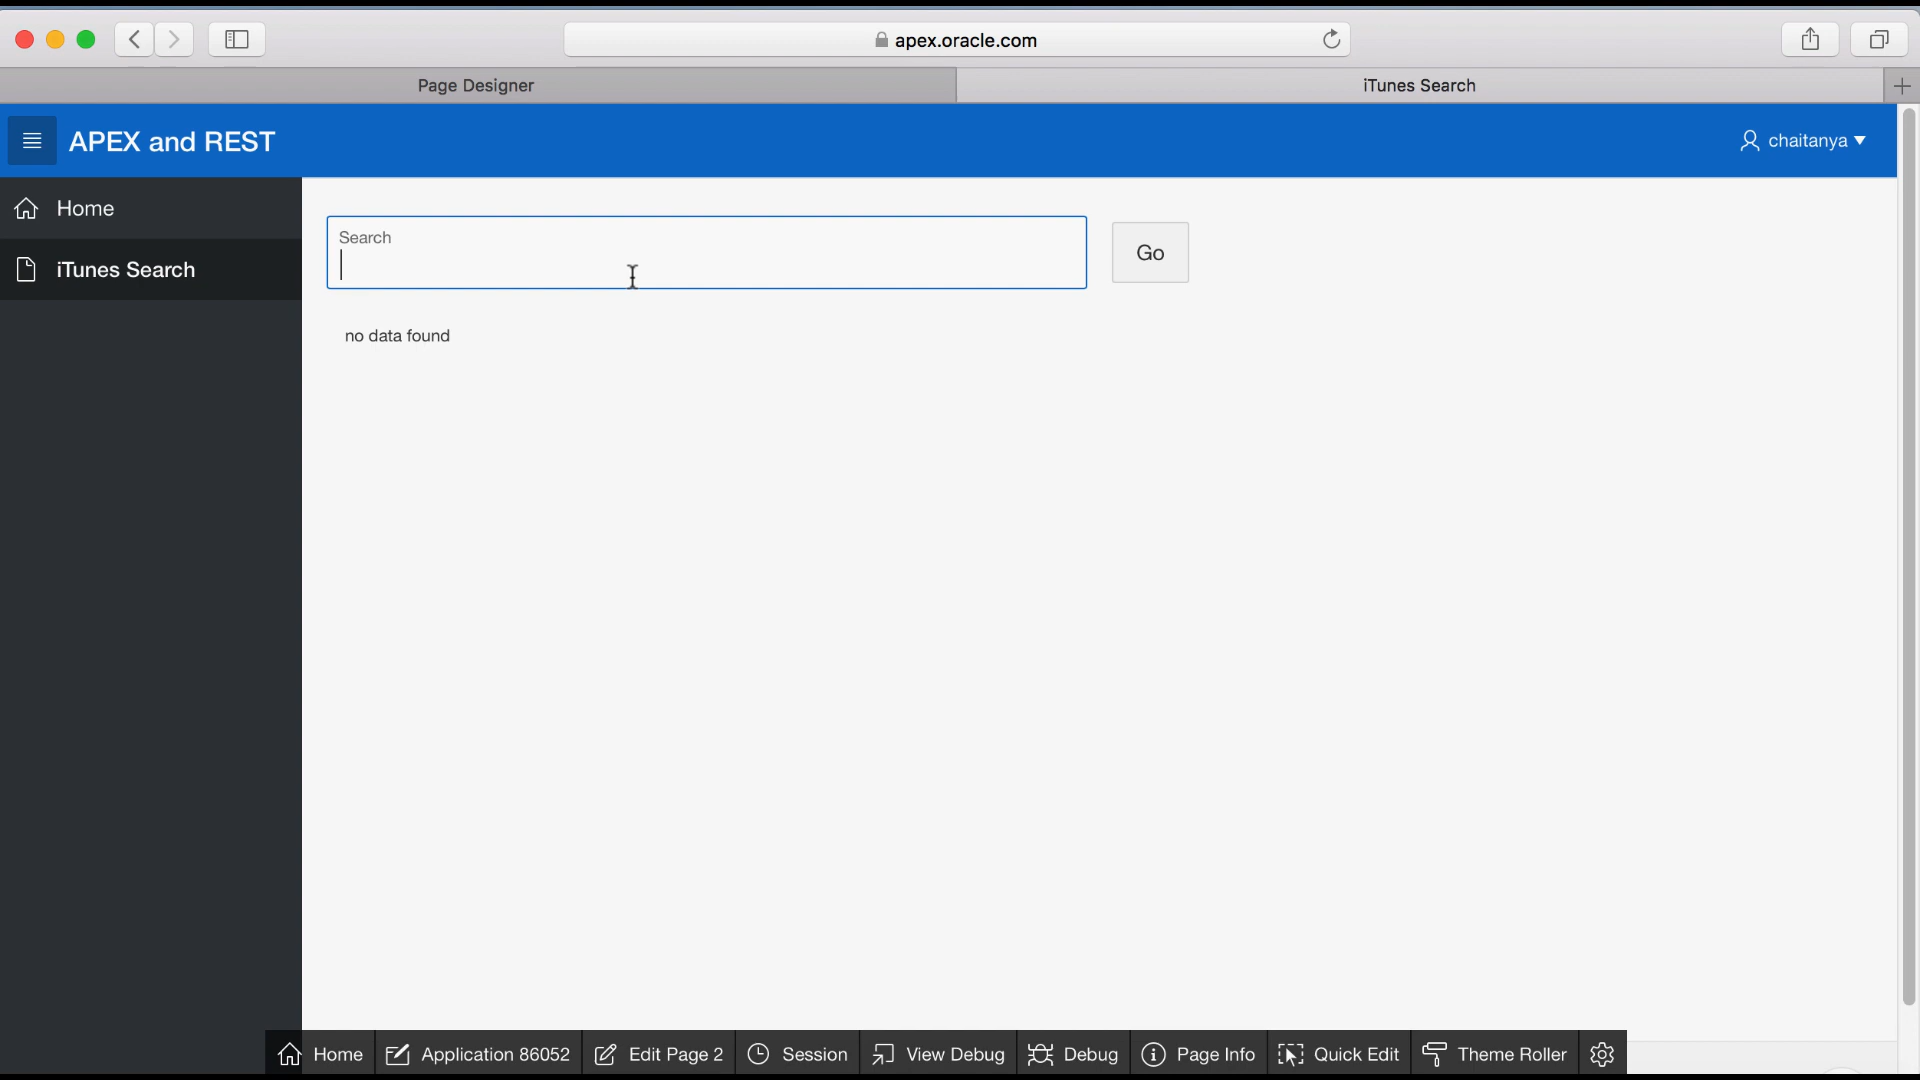 apex.oracle.com
Page Designer
iTunes Search
APEX and REST
chaitanya
Home
iTunes Search
Search
Go
no data found
Home
Application 86052
Edit Page 2
Session
View Debug
Debug
Page Info
Quick Edit
Theme Roller